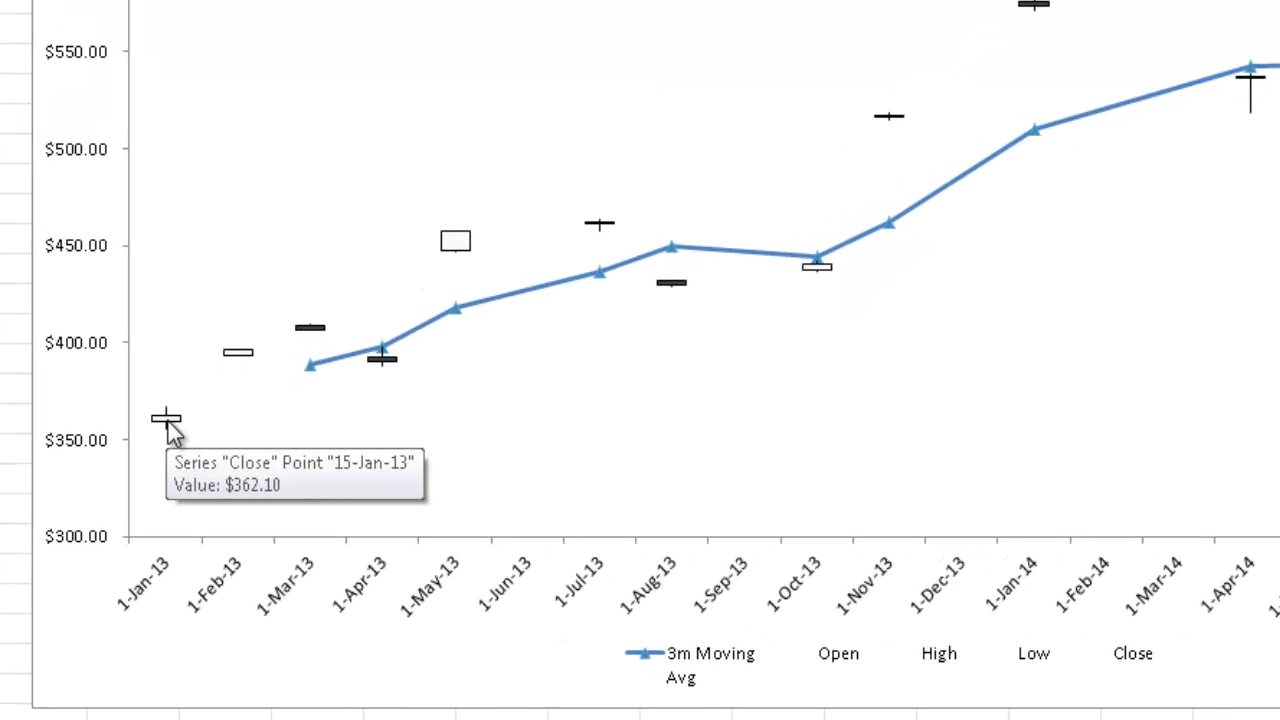 $550.00
$500.00
$450.00
$400.00
$350.00
$300.00
Series "Close" Point "15-Jan-13"
Value: $362.10
1-Jan-13
1-Feb-13
1-Mar-13
1-Apr-13
1-May-13
1-Jun-13
1-Jul-13
1-Aug-13
1-Sep-13
1-Oct-13
1-Nov-13
1-Dec-13
1-Jan-14
1-Feb-14
1-Mar-14
1-Apr-14
3m Moving Avg
Open
High
Low
Close